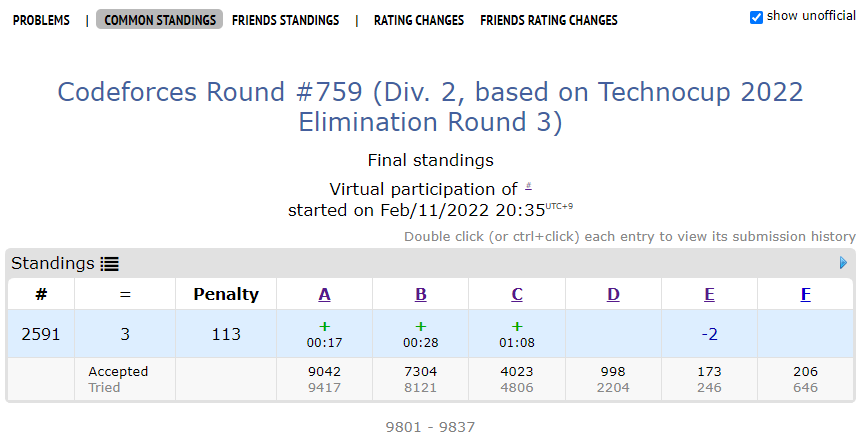 PROBLEMS | COMMON STANDINGS FRIENDS STANDINGS | RATING CHANGES FRIENDS RATING CHANGES show unofficial
Codeforces Round #759 (Div. 2, based on Technocup 2022
Elimination Round 3)
Final standings
Virtual participation of #
started on Feb/11/2022 20:35UTC+9
Double click (or ctrl+click) each entry to view its submission history
Standings
# = Penalty A B C D E F
2591 3 113 + + + -2
00:17 00:28 01:08
Accepted 9042 7304 4023 998 173 206
Tried 9417 8121 4806 2204 246 646
9801 - 9837